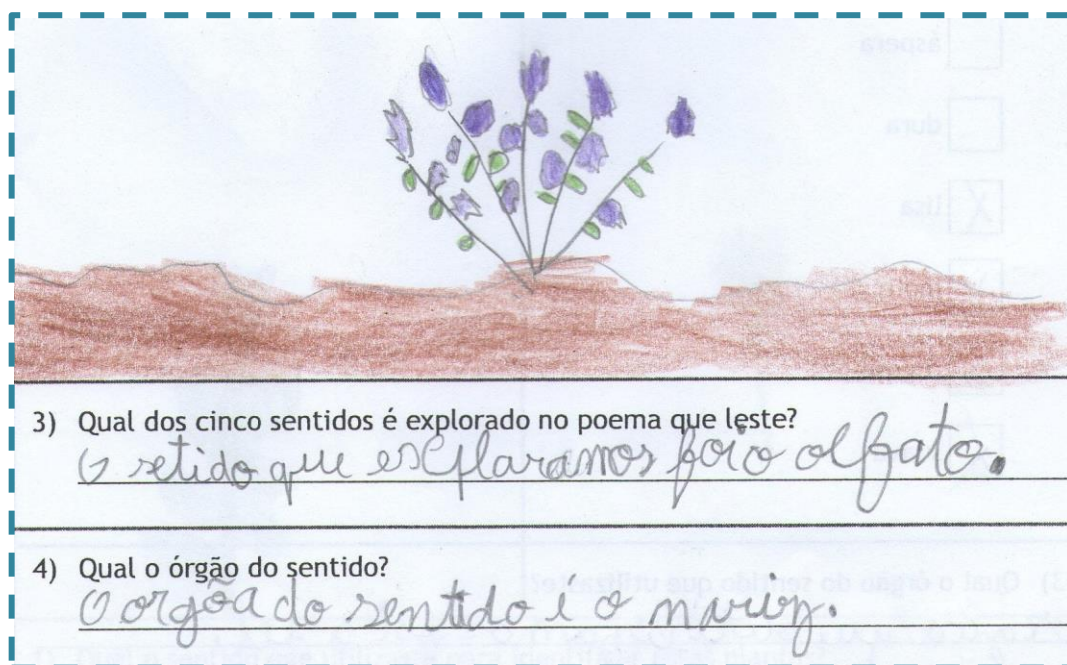 3) Qual dos cinco sentidos é explorado no poema que leste?
O setido que esxplaramos foi o olfato.
4) Qual o órgão do sentido?
O orgõa do sentido é o nariz.